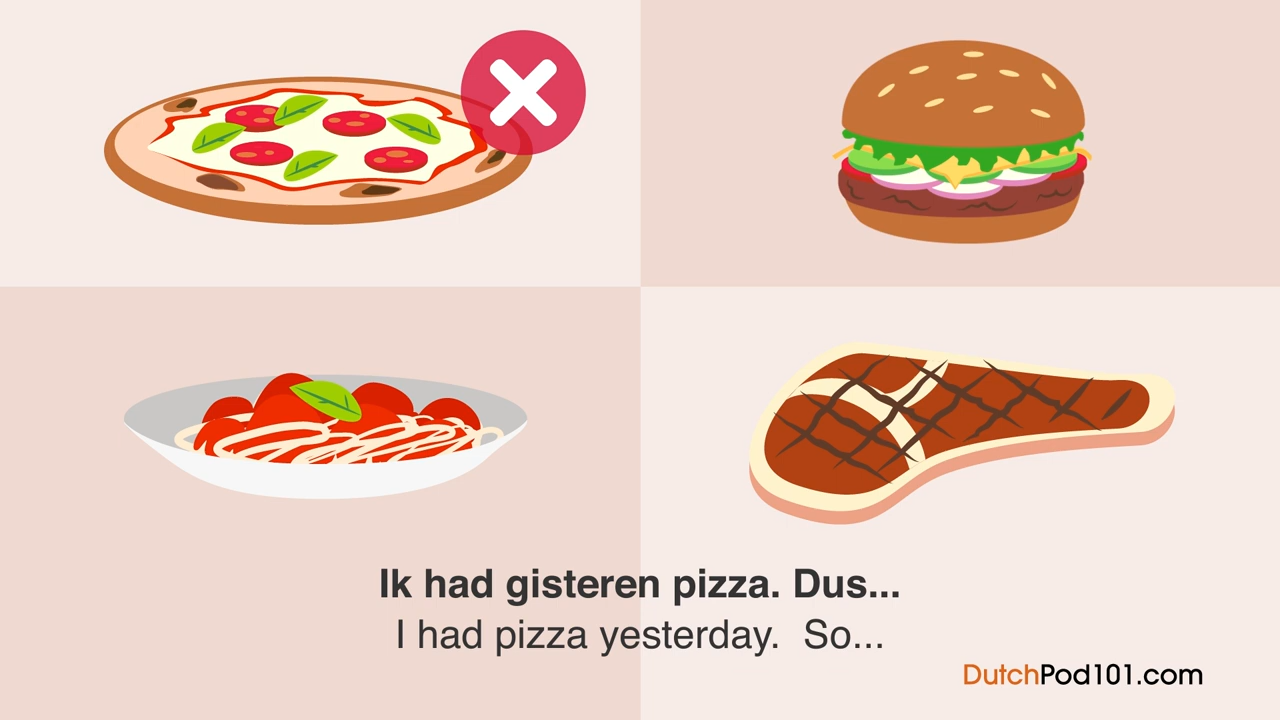 Ik had gisteren pizza. Dus...
I had pizza yesterday.  So...
DutchPod101.com